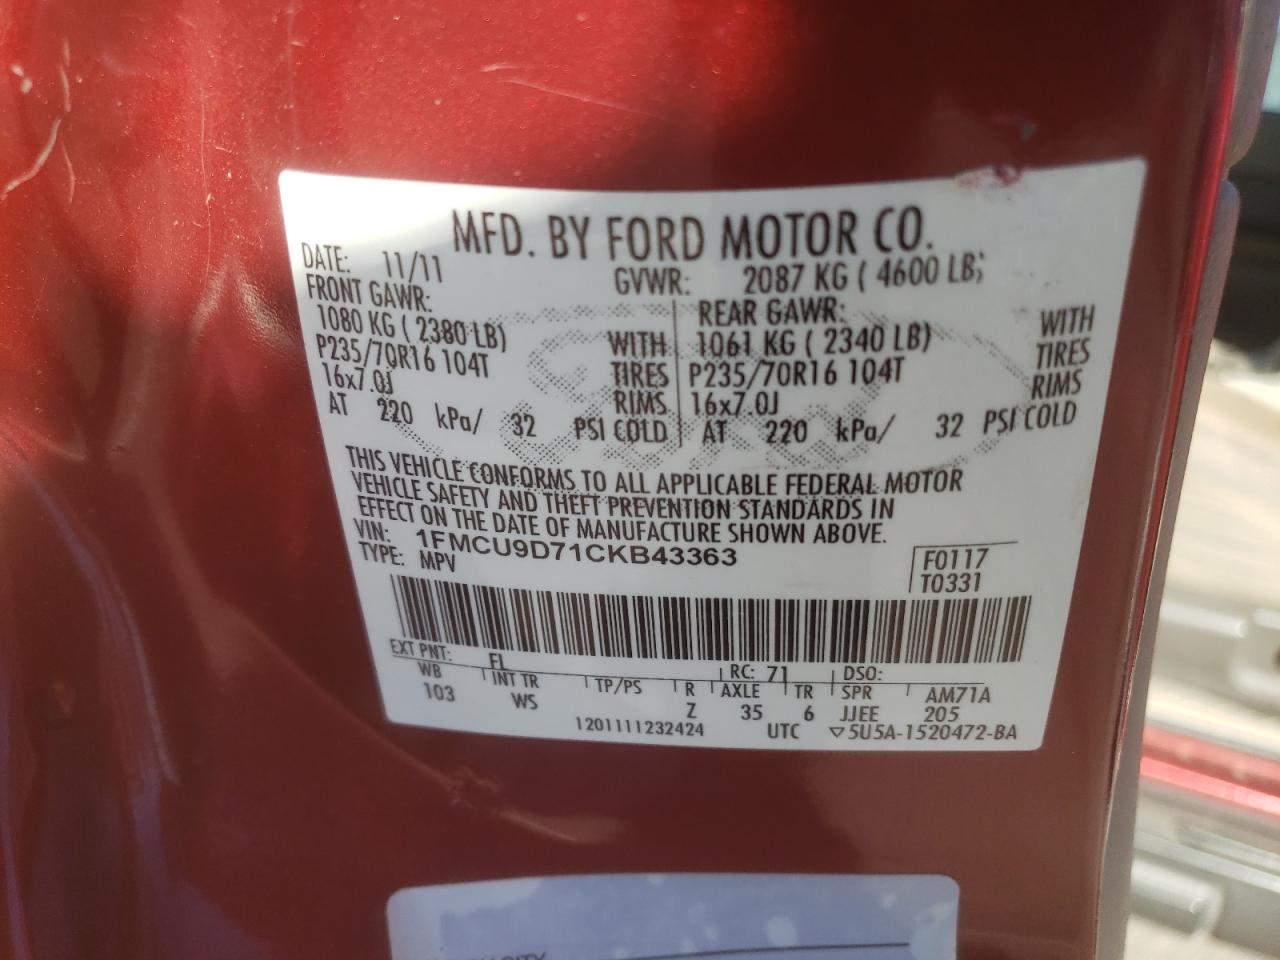 MFD. BY FORD MOTOR CO.
DATE: 11/11 GVWR: 2087 KG ( 4600 LB)
FRONT GAWR: REAR GAWR:
1080 KG ( 2380 LB) WITH 1061 KG ( 2340 LB) WITH
P235/70R16 104T TIRES P235/70R16 104T TIRES
16x7.0J RIMS 16x7.0J RIMS
AT 220 kPa/ 32 PSI COLD AT 220 kPa/ 32 PSI COLD
THIS VEHICLE CONFORMS TO ALL APPLICABLE FEDERAL MOTOR
VEHICLE SAFETY AND THEFT PREVENTION STANDARDS IN
EFFECT ON THE DATE OF MANUFACTURE SHOWN ABOVE.
VIN: 1FMCU9D71CKB43363
TYPE: MPV
F0117
T0331
EXT PNT: FL RC: 71 DSO:
WB INT TR TP/PS R AXLE TR SPR AM71A
103 WS Z 35 6 JJEE 205
1201111232424 UTC ▽5U5A-1520472-BA